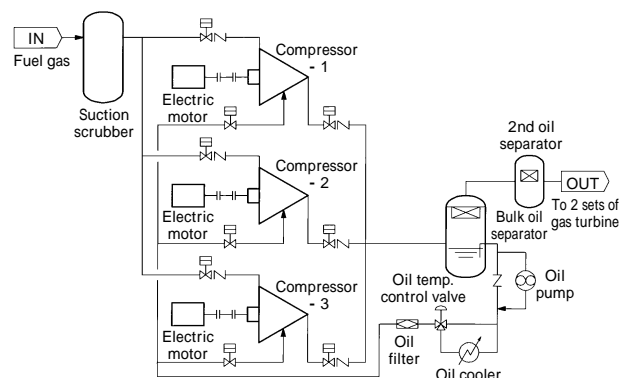 IN
Fuel gas
Suction
scrubber
Compressor
- 1
Electric
motor
Compressor
- 2
Electric
motor
Compressor
- 3
Electric
motor
2nd oil
separator
OUT
To 2 sets of
gas turbine
Bulk oil
separator
Oil temp.
control valve
Oil
pump
Oil
filter
Oil cooler